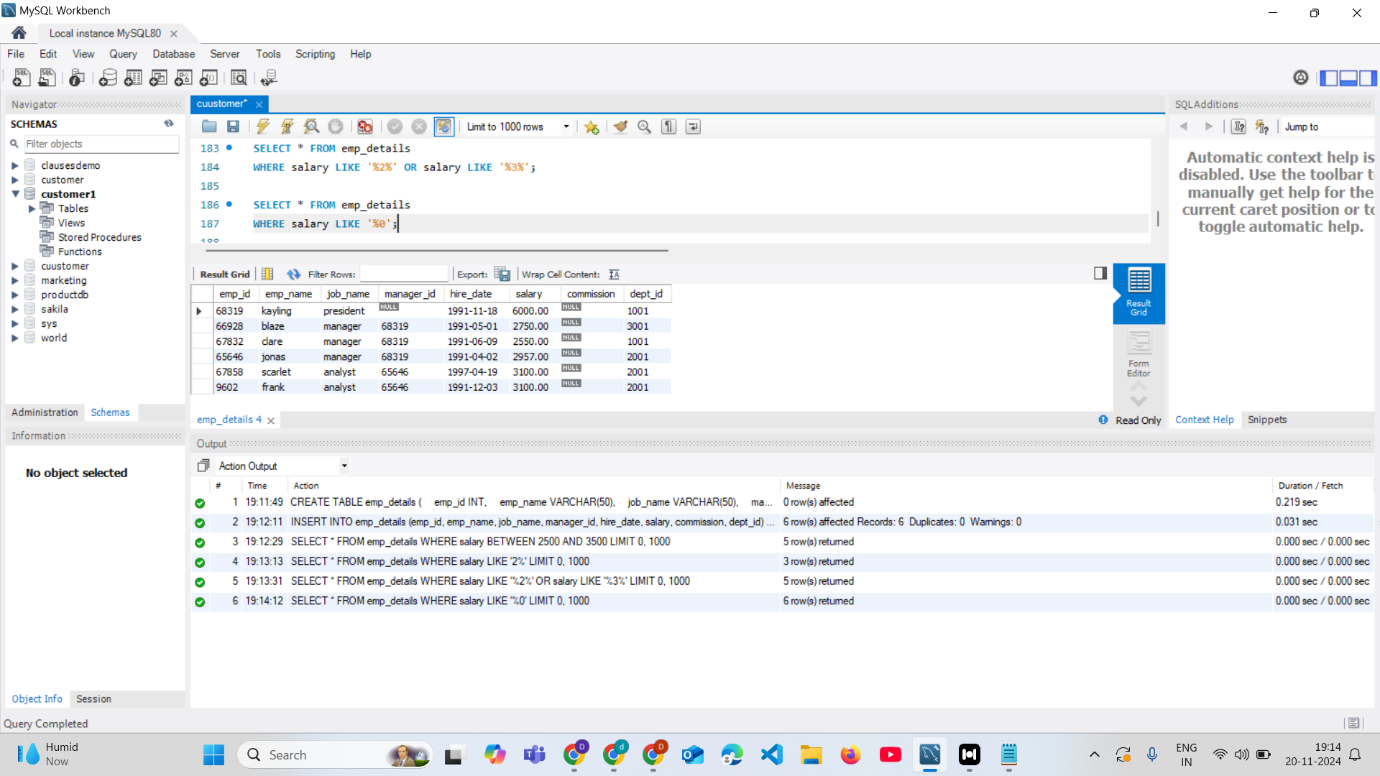 MySQL Workbench
Local instance MySQL80
File Edit View Query Database Server Tools Scripting Help
Navigator
SCHEMAS
Filter objects
clausesdemo
customer
customer1
Tables
Views
Stored Procedures
Functions
cuustomer
marketing
productdb
sakila
sys
world
Administration Schemas
Information
No object selected
Object Info Session
cuustomer*
Limit to 1000 rows
183 SELECT * FROM emp_details
184 WHERE salary LIKE '%2%' OR salary LIKE '%3%';
185
186 SELECT * FROM emp_details
187 WHERE salary LIKE '%0';
188
Result Grid Filter Rows: Export: Wrap Cell Content:
emp_id emp_name job_name manager_id hire_date salary commission dept_id
68319 kayling president NULL 1991-11-18 6000.00 NULL 1001
66928 blaze manager 68319 1991-05-01 2750.00 NULL 3001
67832 clare manager 68319 1991-06-09 2550.00 NULL 1001
65646 jonas manager 68319 1991-04-02 2957.00 NULL 2001
67858 scarlet analyst 65646 1997-04-19 3100.00 NULL 2001
9602 frank analyst 65646 1991-12-03 3100.00 NULL 2001
Result
Grid
Form
Editor
emp_details 4
Read Only
SQLAdditions
Jump to
Automatic context help is
disabled. Use the toolbar t
manually get help for the
current caret position or to
toggle automatic help.
Context Help Snippets
Output
Action Output
# Time Action Message Duration / Fetch
1 19:11:49 CREATE TABLE emp_details ( emp_id INT, emp_name VARCHAR(50), job_name VARCHAR(50), ma... 0 row(s) affected 0.219 sec
2 19:12:11 INSERT INTO emp_details (emp_id, emp_name, job_name, manager_id, hire_date, salary, commission, dept_id) ... 6 row(s) affected Records: 6 Duplicates: 0 Warnings: 0 0.031 sec
3 19:12:29 SELECT * FROM emp_details WHERE salary BETWEEN 2500 AND 3500 LIMIT 0, 1000 5 row(s) returned 0.000 sec / 0.000 sec
4 19:13:13 SELECT * FROM emp_details WHERE salary LIKE '2%' LIMIT 0, 1000 3 row(s) returned 0.000 sec / 0.000 sec
5 19:13:31 SELECT * FROM emp_details WHERE salary LIKE '%2%' OR salary LIKE '%3%' LIMIT 0, 1000 5 row(s) returned 0.000 sec / 0.000 sec
6 19:14:12 SELECT * FROM emp_details WHERE salary LIKE '%0' LIMIT 0, 1000 6 row(s) returned 0.000 sec / 0.000 sec
Query Completed
Humid
Now
Search
ENG
IN
19:14
20-11-2024